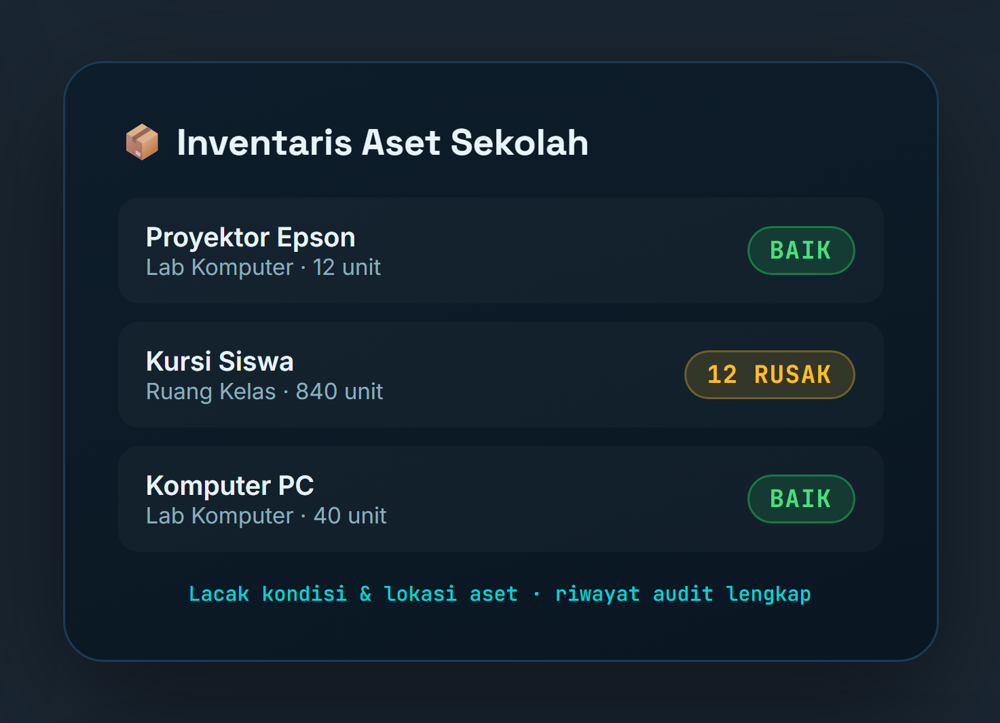 Inventaris Aset Sekolah
Proyektor Epson
Lab Komputer · 12 unit
BAIK
Kursi Siswa
Ruang Kelas · 840 unit
12 RUSAK
Komputer PC
Lab Komputer · 40 unit
BAIK
Lacak kondisi & lokasi aset · riwayat audit lengkap